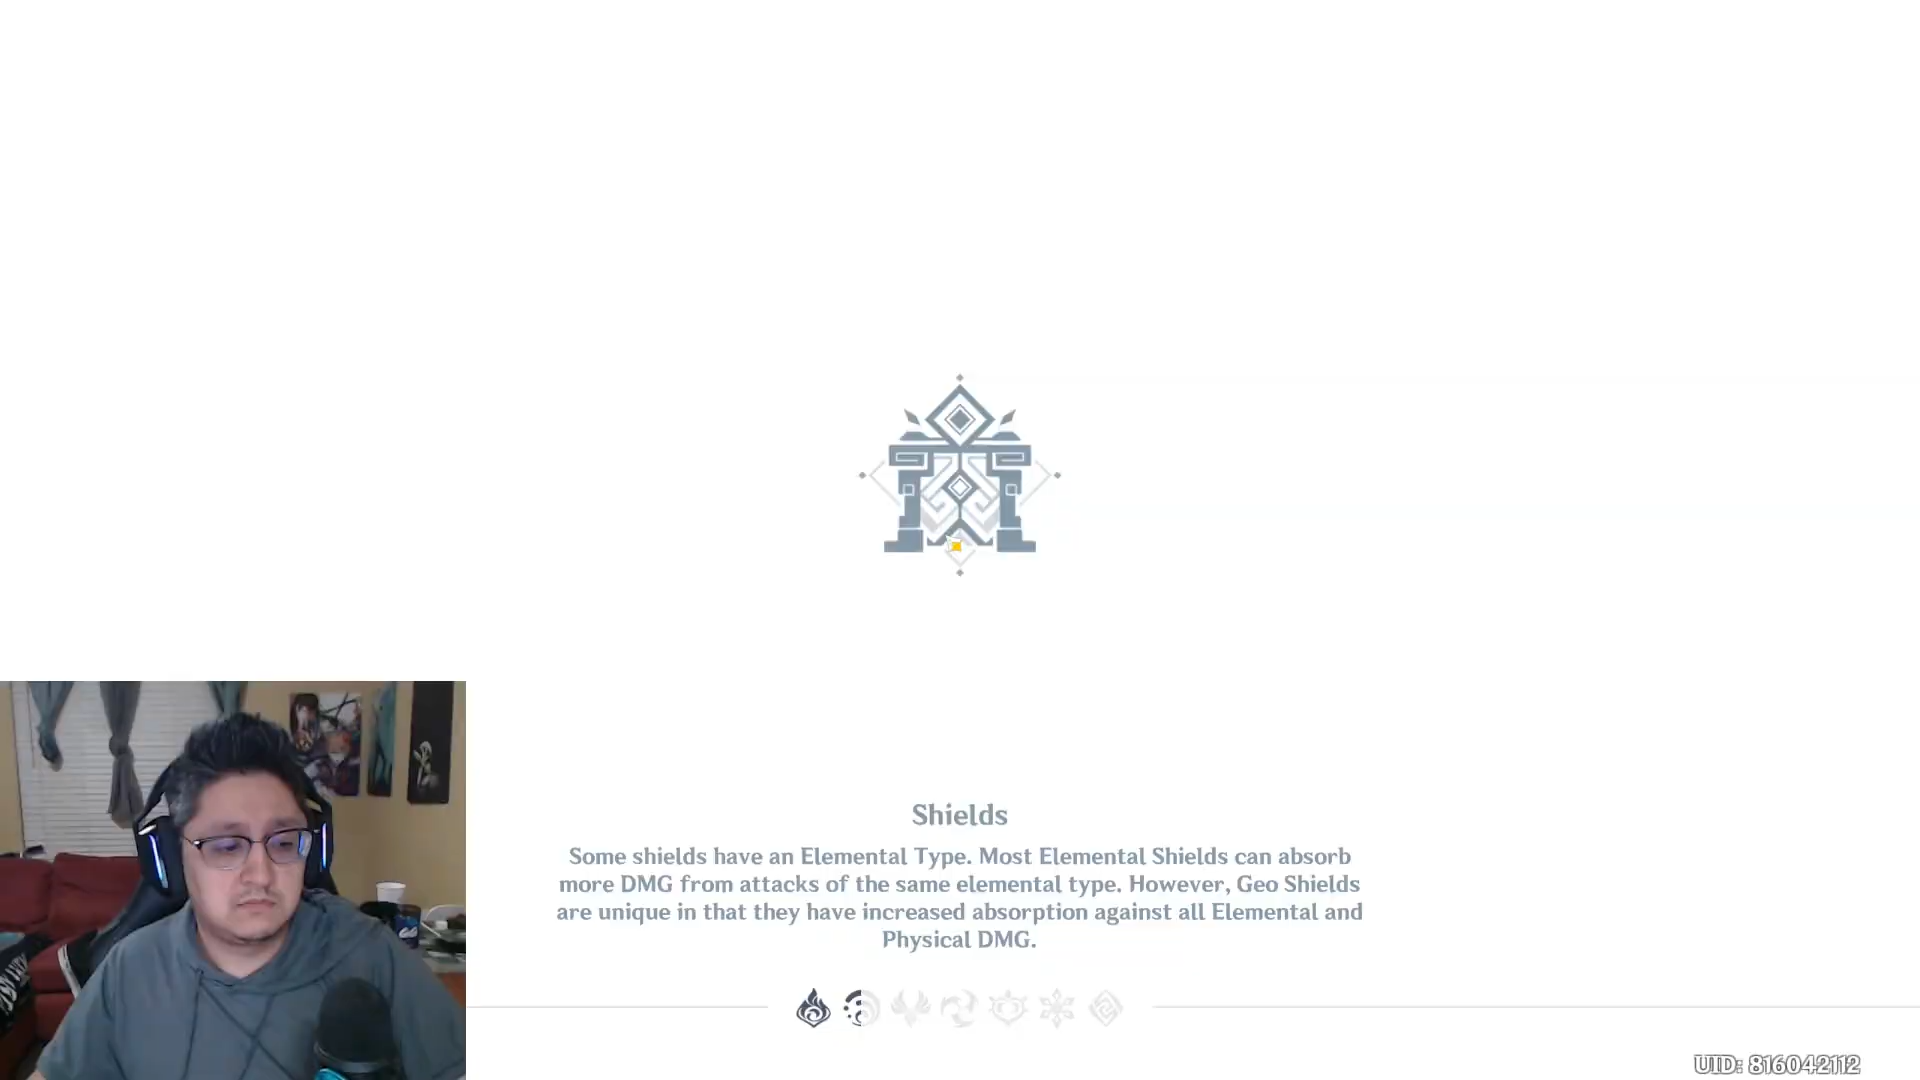 Shields
Some shields have an Elemental Type. Most Elemental Shields can absorb
more DMG from attacks of the same elemental type. However, Geo Shields
are unique in that they have increased absorption against all Elemental and
Physical DMG.
UID: 816042112